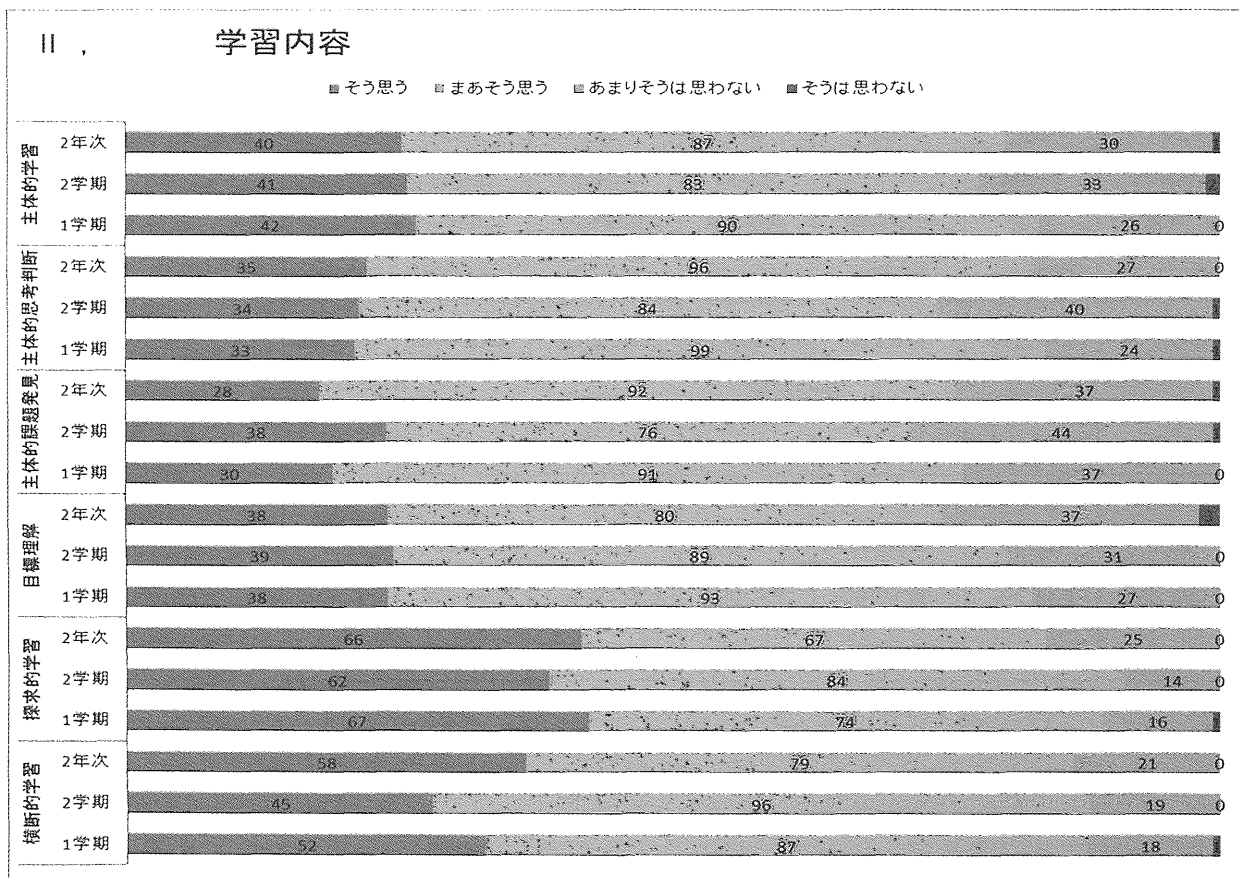 II , 学習内容
そう思う まあそう思う あまりそうは思わない そうは思わない
主体的学習
2年次 40 87 30 1
2学期 41 83 33 2
1学期 42 90 26 0
主体的思考判断
2年次 35 96 27 0
2学期 34 84 40 1
1学期 33 99 24 1
主体的課題発見
2年次 28 92 37 1
2学期 38 76 44 1
1学期 30 91 37 0
目標理解
2年次 38 80 37 3
2学期 39 89 31 0
1学期 38 93 27 0
探求的学習
2年次 66 67 25 0
2学期 62 84 14 0
1学期 67 74 16 1
横断的学習
2年次 58 79 21 0
2学期 45 96 19 0
1学期 52 87 18 1